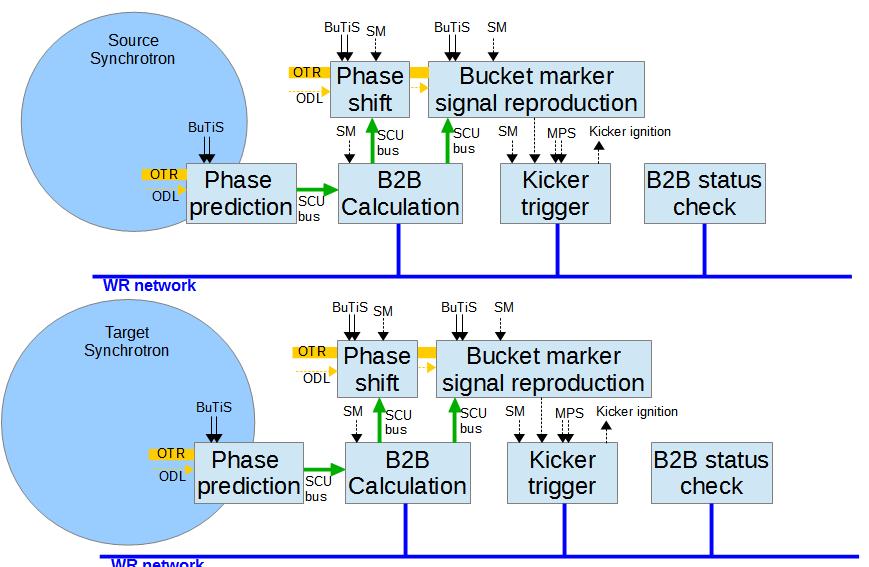 Source
Synchrotron
BuTiS
SM
BuTiS
SM
OTR
Phase
shift
ODL
Bucket marker
signal reproduction
BuTiS
SM
SCU
bus
SCU
bus
SM
MPS
Kicker ignition
OTR
ODL
Phase
prediction
SCU
bus
B2B
Calculation
Kicker
trigger
B2B status
check
WR network
Target
Synchrotron
BuTiS
SM
BuTiS
SM
OTR
Phase
shift
ODL
Bucket marker
signal reproduction
BuTiS
SM
SCU
bus
SCU
bus
SM
MPS
Kicker ignition
OTR
ODL
Phase
prediction
SCU
bus
B2B
Calculation
Kicker
trigger
B2B status
check
WR network